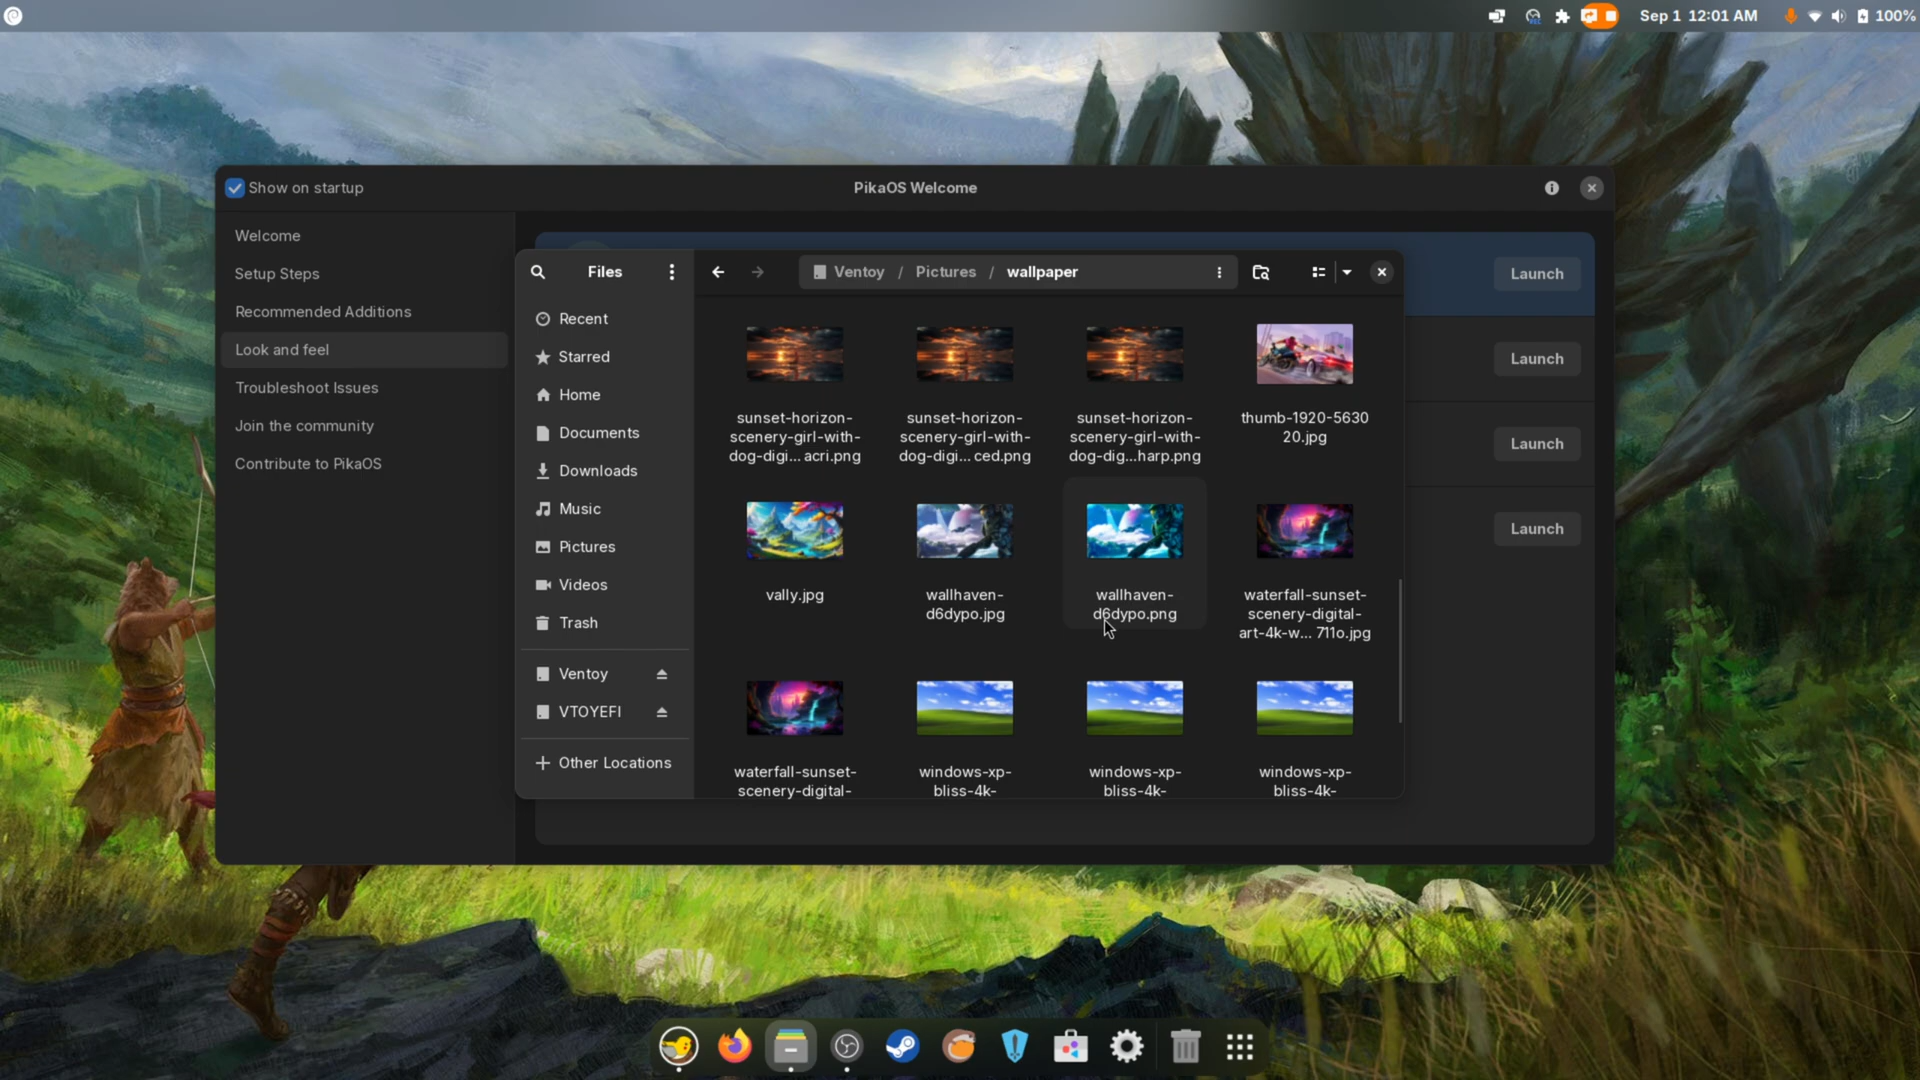 Sep 1 12:01 AM
100%
Show on startup
PikaOS Welcome
Welcome
Setup Steps
Recommended Additions
Look and feel
Troubleshoot Issues
Join the community
Contribute to PikaOS
Launch
Launch
Launch
Launch
Files
Recent
Starred
Home
Documents
Downloads
Music
Pictures
Videos
Trash
Ventoy
VTOYEFI
Other Locations
Ventoy / Pictures / wallpaper
sunset-horizon-
scenery-girl-with-
dog-digi... acri.png
sunset-horizon-
scenery-girl-with-
dog-digi... ced.png
sunset-horizon-
scenery-girl-with-
dog-dig...harp.png
thumb-1920-5630
20.jpg
vally.jpg
wallhaven-
d6dypo.jpg
wallhaven-
d6dypo.png
waterfall-sunset-
scenery-digital-
art-4k-w... 711o.jpg
waterfall-sunset-
scenery-digital-
windows-xp-
bliss-4k-
windows-xp-
bliss-4k-
windows-xp-
bliss-4k-